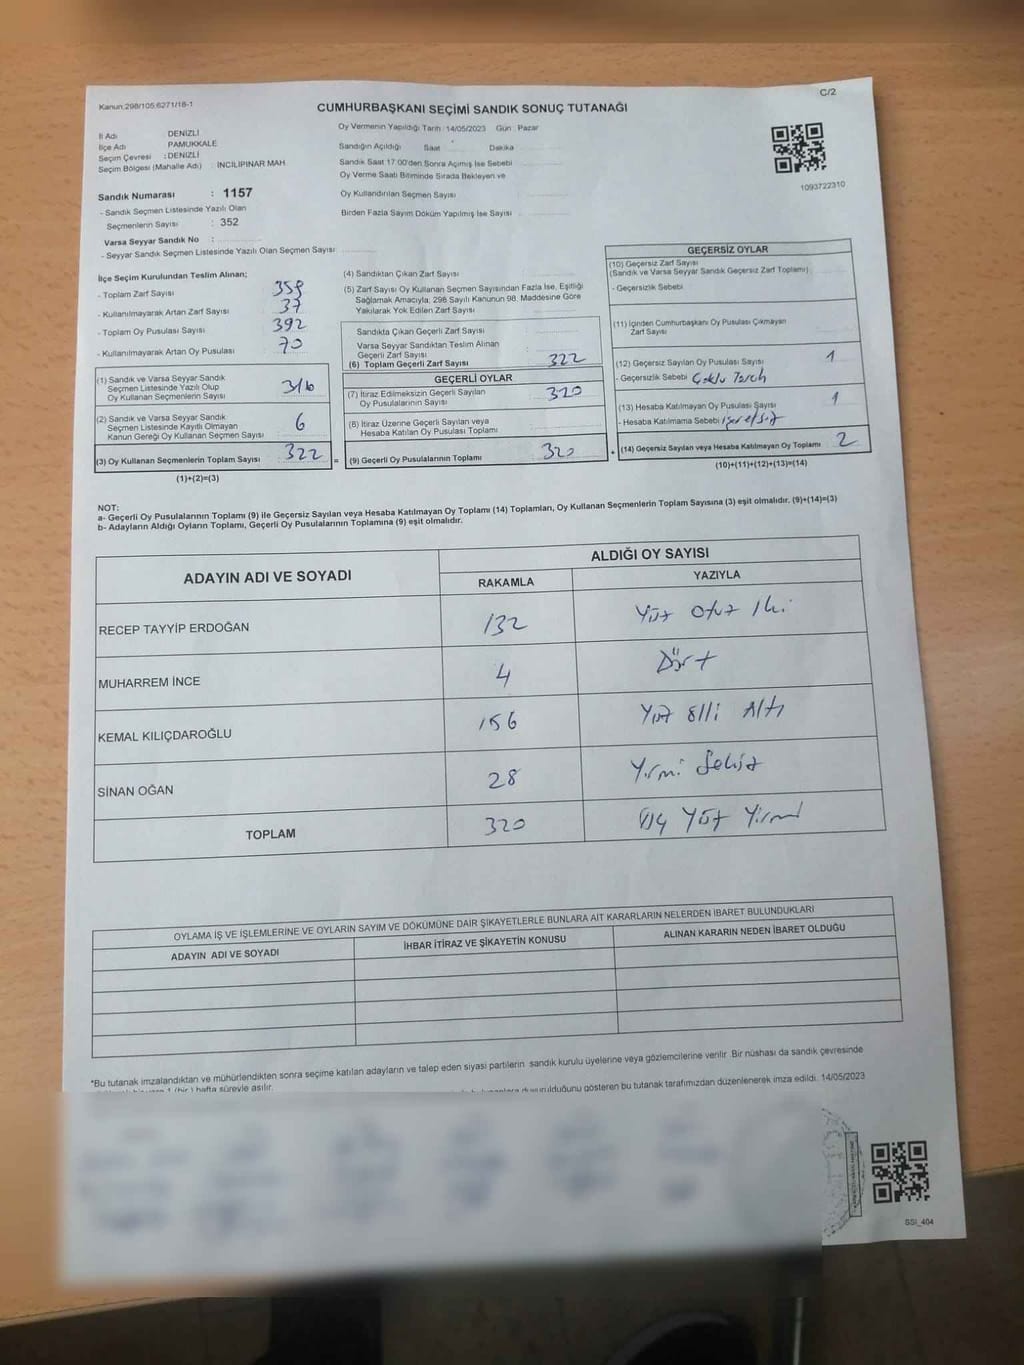 Kanun:298/105;6271/18-1
C/2
CUMHURBAŞKANI SEÇİMİ SANDIK SONUÇ TUTANAĞI
İl Adı DENİZLİ
İlçe Adı PAMUKKALE
Seçim Çevresi : DENİZLİ
Seçim Bölgesi (Mahalle Adı) : İNCİLİPINAR MAH
Sandık Numarası : 1157
- Sandık Seçmen Listesinde Yazılı Olan
Seçmenlerin Sayısı : 352
Varsa Seyyar Sandık No :
- Seyyar Sandık Seçmen Listesinde Yazılı Olan Seçmen Sayısı
Oy Vermenin Yapıldığı Tarih : 14/05/2023 Gün : Pazar
Sandığın Açıldığı Saat Dakika
Sandık Saat 17.00'den Sonra Açılmış İse Sebebi
Oy Verme Saati Bitiminde Sırada Bekleyen ve
Oy Kullandırılan Seçmen Sayısı
Birden Fazla Sayım Döküm Yapılmış İse Sayısı
1093722310
İlçe Seçim Kurulundan Teslim Alınan;
- Toplam Zarf Sayısı 359
- Kullanılmayarak Artan Zarf Sayısı 37
- Toplam Oy Pusulası Sayısı 392
- Kullanılmayarak Artan Oy Pusulası 70
(1) Sandık ve Varsa Seyyar Sandık
Seçmen Listesinde Yazılı Olup
Oy Kullanan Seçmenlerin Sayısı 316
(2) Sandık ve Varsa Seyyar Sandık
Seçmen Listesinde Kayıtlı Olmayan
Kanun Gereği Oy Kullanan Seçmen Sayısı 6
(3) Oy Kullanan Seçmenlerin Toplam Sayısı 322 =
(1)+(2)=(3)
(4) Sandıktan Çıkan Zarf Sayısı
(5) Zarf Sayısı Oy Kullanan Seçmen Sayısından Fazla İse, Eşitliği
Sağlamak Amacıyla; 298 Sayılı Kanunun 98. Maddesine Göre
Yakılarak Yok Edilen Zarf Sayısı
Sandıkta Çıkan Geçerli Zarf Sayısı
Varsa Seyyar Sandıktan Teslim Alınan
Geçerli Zarf Sayısı
(6) Toplam Geçerli Zarf Sayısı 322
GEÇERLİ OYLAR
(7) İtiraz Edilmeksizin Geçerli Sayılan
Oy Pusulalarının Sayısı 320
(8) İtiraz Üzerine Geçerli Sayılan veya
Hesaba Katılan Oy Pusulası Toplamı
(9) Geçerli Oy Pusulalarının Toplamı 320 +
GEÇERSİZ OYLAR
(10) Geçersiz Zarf Sayısı
(Sandık ve Varsa Seyyar Sandık Geçersiz Zarf Toplamı)
- Geçersizlik Sebebi
(11) İçinden Cumhurbaşkanı Oy Pusulası Çıkmayan
Zarf Sayısı
(12) Geçersiz Sayılan Oy Pusulası Sayısı 1
- Geçersizlik Sebebi Çoklu Tercih
(13) Hesaba Katılmayan Oy Pusulası Sayısı 1
- Hesaba Katılmama Sebebi
(14) Geçersiz Sayılan veya Hesaba Katılmayan Oy Toplamı 2
(10)+(11)+(12)+(13)=(14)
NOT:
a- Geçerli Oy Pusulalarının Toplamı (9) ile Geçersiz Sayılan veya Hesaba Katılmayan Oy Toplamı (14) Toplamları, Oy Kullanan Seçmenlerin Toplam Sayısına (3) eşit olmalıdır. (9)+(14)=(3)
b- Adayların Aldığı Oyların Toplamı, Geçerli Oy Pusulalarının Toplamına (9) eşit olmalıdır.
ADAYIN ADI VE SOYADI ALDIĞI OY SAYISI
RAKAMLA YAZIYLA
RECEP TAYYİP ERDOĞAN 132 Yüz Otuz İki
MUHARREM İNCE 4 Dört
KEMAL KILIÇDAROĞLU 156 Yüz Elli Altı
SİNAN OĞAN 28 Yirmi Sekiz
TOPLAM 320 Üç Yüz Yirmi
OYLAMA İŞ VE İŞLEMLERİNE VE OYLARIN SAYIM VE DÖKÜMÜNE DAİR ŞİKAYETLERLE BUNLARA AİT KARARLARIN NELERDEN İBARET BULUNDUKLARI
ADAYIN ADI VE SOYADI İHBAR İTİRAZ VE ŞİKAYETİN KONUSU ALINAN KARARIN NEDEN İBARET OLDUĞU
*Bu tutanak imzalandıktan ve mühürlendikten sonra seçime katılan adayların ve talep eden siyasi partilerin sandık kurulu üyelerine veya gözlemcilerine verilir. Bir nüshası da sandık çevresinde
1 (bir) hafta süreyle asılır.
duyurulduğunu gösteren bu tutanak tarafımızdan düzenlenerek imza edildi. 14/05/2023
SSI_404